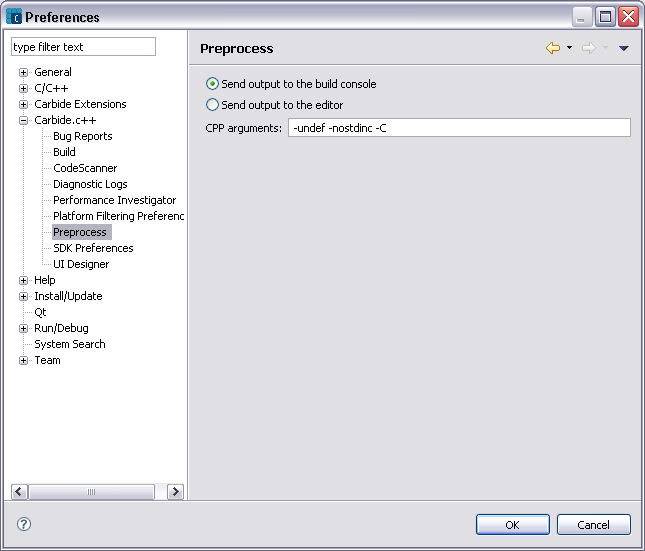 Preferences
type filter text
General
C/C++
Carbide Extensions
Carbide.c++
Bug Reports
Build
CodeScanner
Diagnostic Logs
Performance Investigator
Platform Filtering Preferenc
Preprocess
SDK Preferences
UI Designer
Help
Install/Update
Qt
Run/Debug
System Search
Team
Preprocess
Send output to the build console
Send output to the editor
CPP arguments: -undef -nostdinc -C
OK Cancel